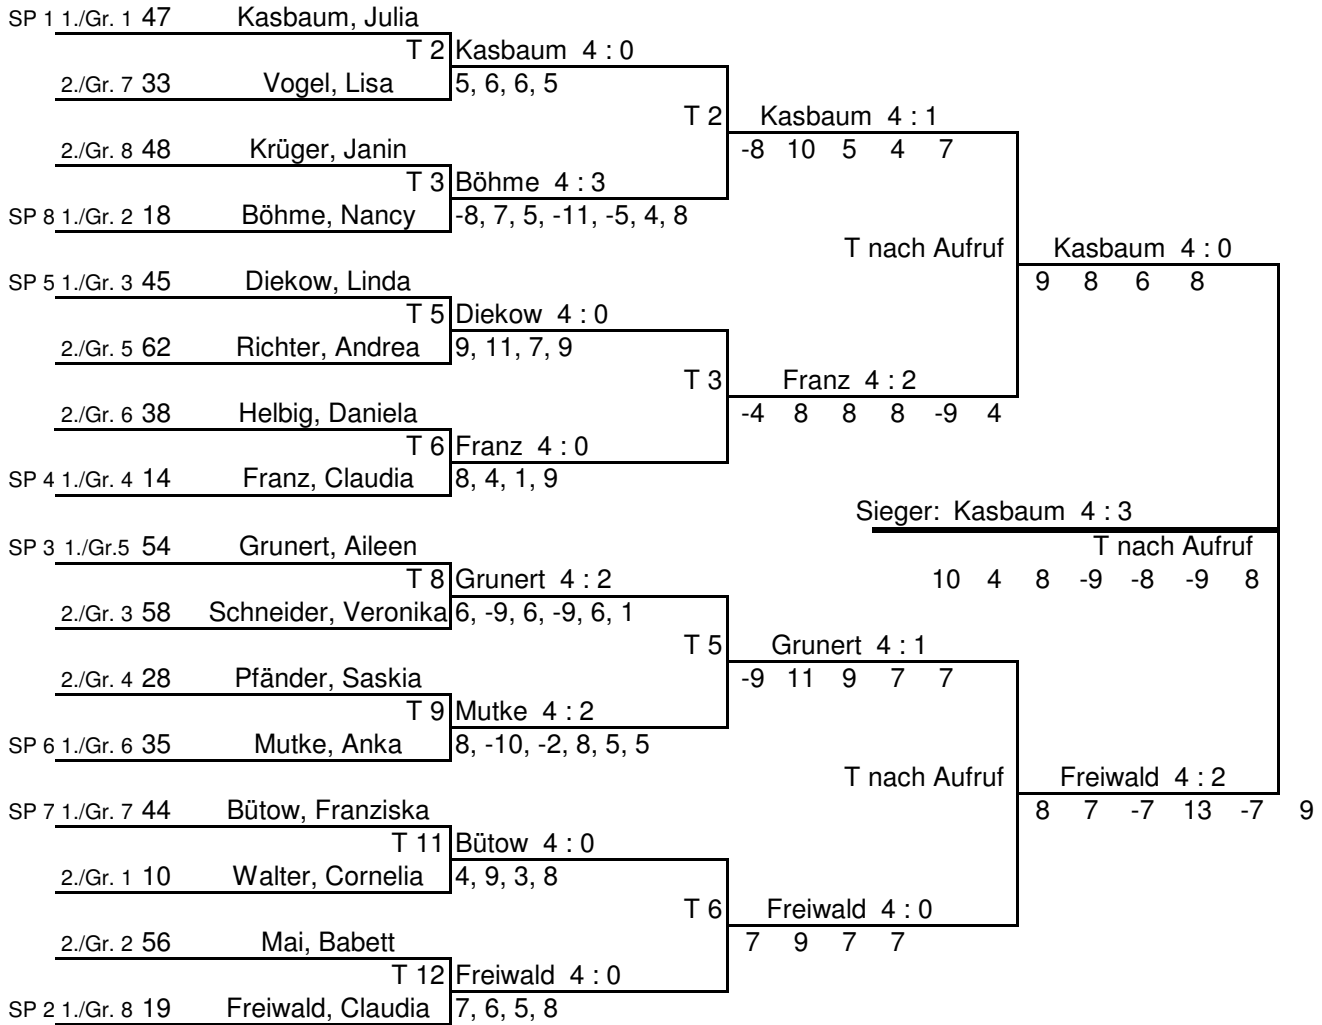 SP 1 1./Gr. 1 47 Kasbaum, Julia
T 2 Kasbaum 4 : 0
2./Gr. 7 33 Vogel, Lisa 5, 6, 6, 5
T 2 Kasbaum 4 : 1
2./Gr. 8 48 Krüger, Janin -8 10 5 4 7
T 3 Böhme 4 : 3
SP 8 1./Gr. 2 18 Böhme, Nancy -8, 7, 5, -11, -5, 4, 8
T nach Aufruf Kasbaum 4 : 0
SP 5 1./Gr. 3 45 Diekow, Linda 9 8 6 8
T 5 Diekow 4 : 0
2./Gr. 5 62 Richter, Andrea 9, 11, 7, 9
T 3 Franz 4 : 2
2./Gr. 6 38 Helbig, Daniela -4 8 8 8 -9 4
T 6 Franz 4 : 0
SP 4 1./Gr. 4 14 Franz, Claudia 8, 4, 1, 9
Sieger: Kasbaum 4 : 3
SP 3 1./Gr.5 54 Grunert, Aileen T nach Aufruf
T 8 Grunert 4 : 2 10 4 8 -9 -8 -9 8
2./Gr. 3 58 Schneider, Veronika 6, -9, 6, -9, 6, 1
T 5 Grunert 4 : 1
2./Gr. 4 28 Pfänder, Saskia -9 11 9 7 7
T 9 Mutke 4 : 2
SP 6 1./Gr. 6 35 Mutke, Anka 8, -10, -2, 8, 5, 5
T nach Aufruf Freiwald 4 : 2
SP 7 1./Gr. 7 44 Bütow, Franziska 8 7 -7 13 -7 9
T 11 Bütow 4 : 0
2./Gr. 1 10 Walter, Cornelia 4, 9, 3, 8
T 6 Freiwald 4 : 0
2./Gr. 2 56 Mai, Babett 7 9 7 7
T 12 Freiwald 4 : 0
SP 2 1./Gr. 8 19 Freiwald, Claudia 7, 6, 5, 8